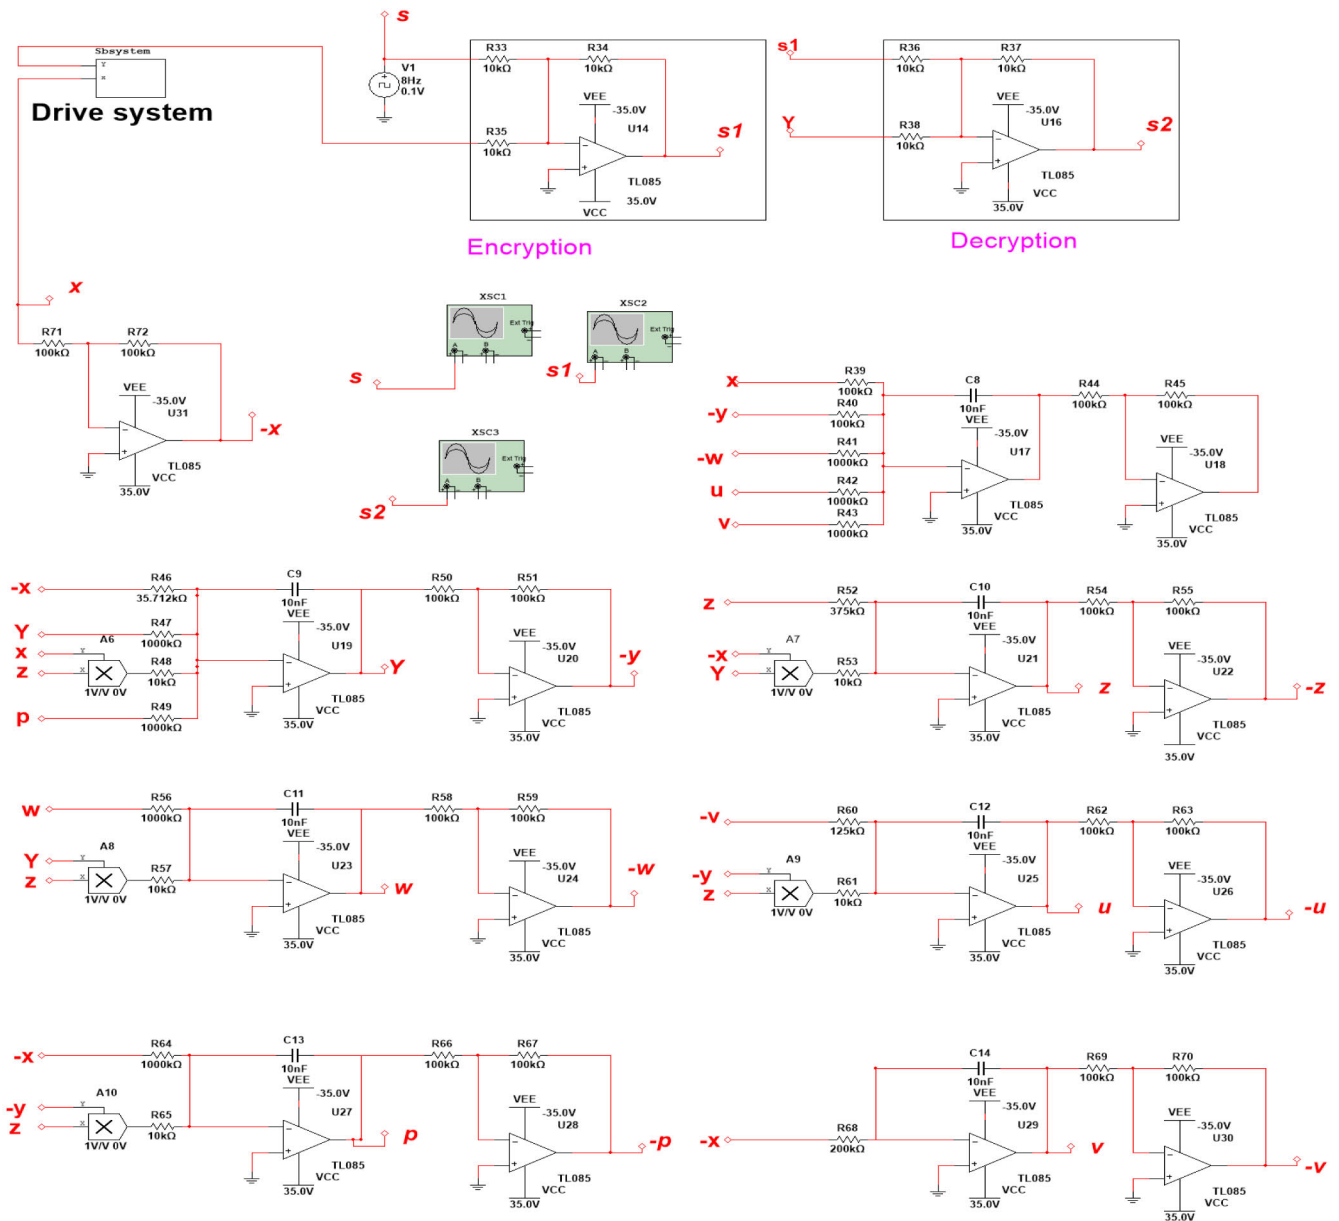 s
Sbsystem
Y
X
Drive system
V1
8Hz
0.1V
R33
10kΩ
R34
10kΩ
VEE
-35.0V
U14
R35
10kΩ
s1
TL085
35.0V
VCC
Encryption
s1
R36
10kΩ
R37
10kΩ
VEE
-35.0V
U16
Y
R38
10kΩ
s2
TL085
VCC
35.0V
Decryption
x
R71
100kΩ
R72
100kΩ
VEE
-35.0V
U31
-x
TL085
VCC
35.0V
XSC1
Ext Trig
A
B
s
XSC2
Ext Trig
A
B
s1
XSC3
Ext Trig
A
B
s2
x
R39
100kΩ
-y
R40
100kΩ
-w
R41
1000kΩ
u
R42
1000kΩ
v
R43
1000kΩ
C8
10nF
VEE
-35.0V
U17
TL085
VCC
35.0V
R44
100kΩ
R45
100kΩ
VEE
-35.0V
U18
TL085
VCC
35.0V
-x
R46
35.712kΩ
Y
R47
1000kΩ
x
z
A6
Y
X
1V/V 0V
R48
10kΩ
p
R49
1000kΩ
C9
10nF
VEE
-35.0V
U19
Y
TL085
VCC
35.0V
R50
100kΩ
R51
100kΩ
VEE
-35.0V
U20
-y
TL085
VCC
35.0V
z
R52
375kΩ
-x
Y
A7
Y
X
1V/V 0V
R53
10kΩ
C10
10nF
VEE
-35.0V
U21
z
TL085
VCC
35.0V
R54
100kΩ
R55
100kΩ
VEE
-35.0V
U22
-z
TL085
VCC
35.0V
w
R56
1000kΩ
Y
z
A8
Y
X
1V/V 0V
R57
10kΩ
C11
10nF
VEE
-35.0V
U23
w
TL085
VCC
35.0V
R58
100kΩ
R59
100kΩ
VEE
-35.0V
U24
-w
TL085
VCC
35.0V
-v
R60
125kΩ
-y
z
A9
Y
X
1V/V 0V
R61
10kΩ
C12
10nF
VEE
-35.0V
U25
u
TL085
VCC
35.0V
R62
100kΩ
R63
100kΩ
VEE
-35.0V
U26
-u
TL085
VCC
35.0V
-x
R64
1000kΩ
-y
z
A10
Y
X
1V/V 0V
R65
10kΩ
C13
10nF
VEE
-35.0V
U27
p
TL085
VCC
35.0V
R66
100kΩ
R67
100kΩ
VEE
-35.0V
U28
-p
TL085
VCC
35.0V
-x
R68
200kΩ
C14
10nF
VEE
-35.0V
U29
v
TL085
VCC
35.0V
R69
100kΩ
R70
100kΩ
VEE
-35.0V
U30
-v
TL085
VCC
35.0V